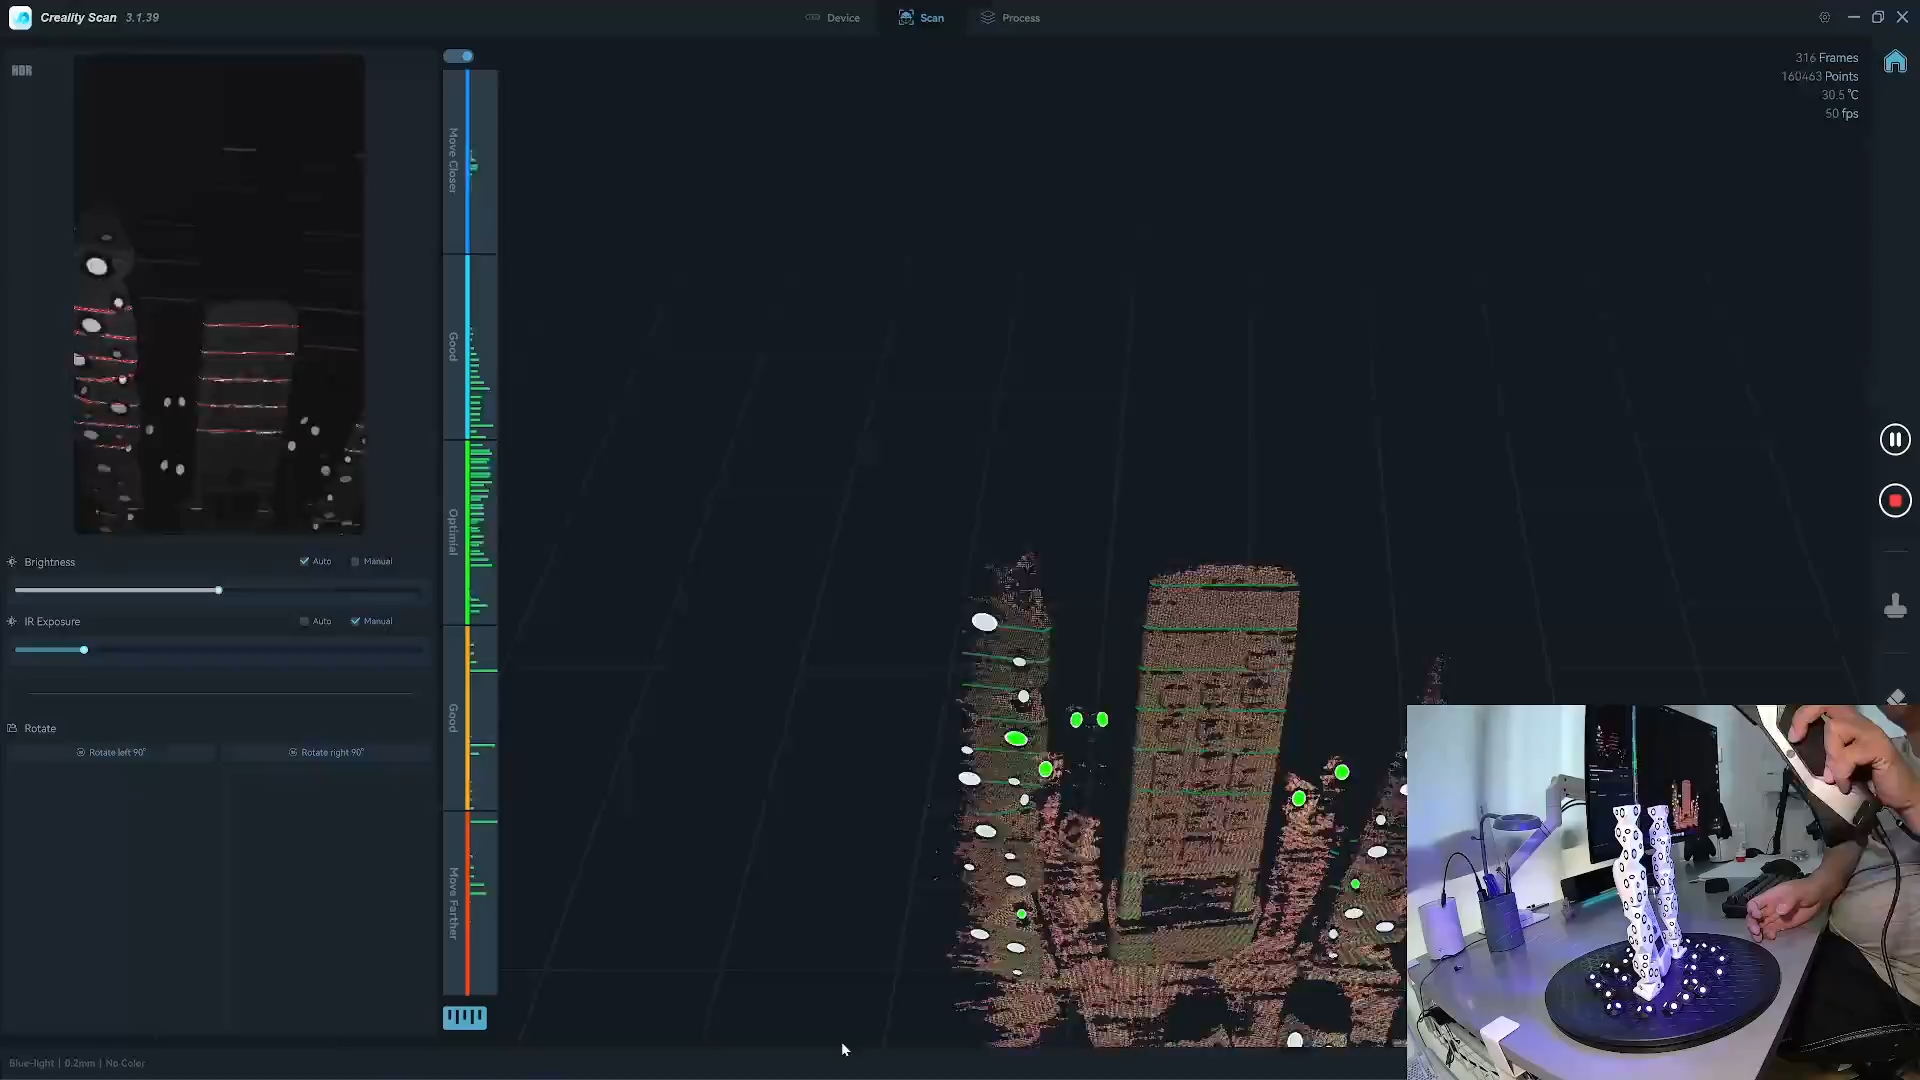 Creality Scan 3.1.39
Device
Scan
Process
HDR
316 Frames
160463 Points
30.5 ℃
50 fps
Move Closer
Good
Optimial
Good
Move Farther
Brightness
Auto
Manual
IR Exposure
Auto
Manual
Rotate
Rotate left 90°
Rotate right 90°
Blue-light | 0.2mm | No Color